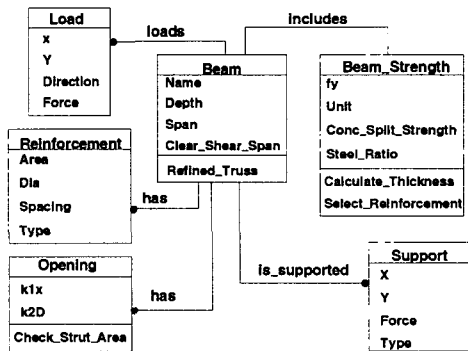 Load
x
Y
Direction
Force
loads
includes
Beam
Name
Depth
Span
Clear_Shear_Span
Refined_Truss
Beam_Strength
fy
Unit
Conc_Split_Strength
Steel_Ratio
Calculate_Thickness
Select_Reinforcement
Reinforcement
Area
Dia
Spacing
Type
has
Opening
k1x
k2D
Check_Strut_Area
has
is_supported
Support
X
Y
Force
Type